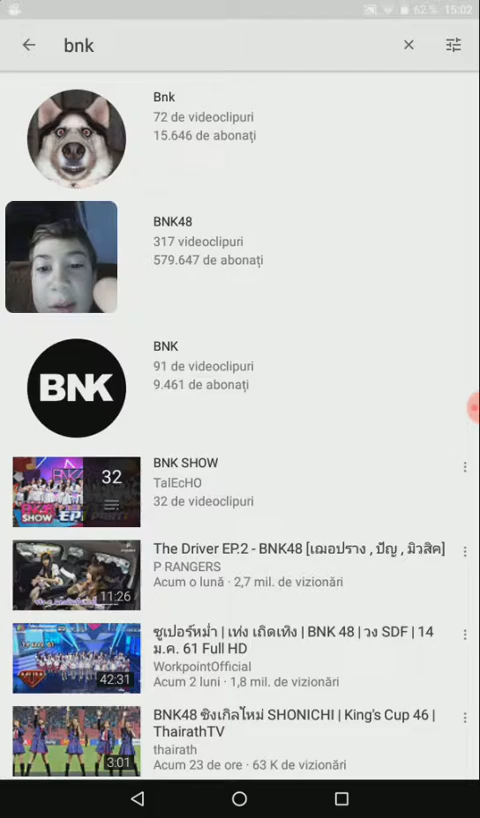 62 % 15:02
bnk
Bnk
72 de videoclipuri
15.646 de abonați
BNK48
317 videoclipuri
579.647 de abonați
BNK
BNK
91 de videoclipuri
9.461 de abonați
32
BNK SHOW
TalEcHO
32 de videoclipuri
11:26
The Driver EP.2 - BNK48 [เฌอปราง , ปัญ , มิวสิค]
P RANGERS
Acum o lună · 2,7 mil. de vizionări
42:31
ซูเปอร์หม่ำ | เท่ง เถิดเทิง | BNK 48 | วง SDF | 14
ม.ค. 61 Full HD
WorkpointOfficial
Acum 2 luni · 1,8 mil. de vizionări
3:01
BNK48 ซิงเกิลใหม่ SHONICHI | King's Cup 46 |
ThairathTV
thairath
Acum 23 de ore · 63 K de vizionări